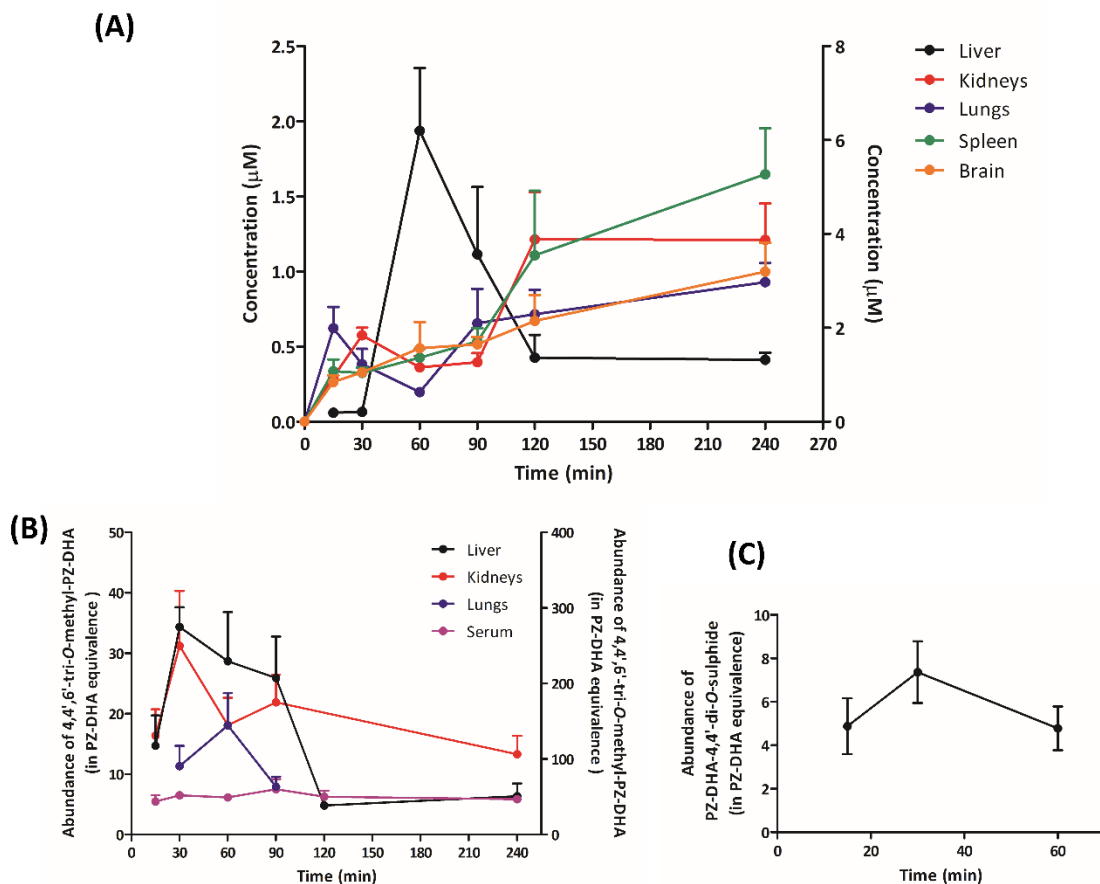 (A)
2.5
2.0
1.5
1.0
0.5
0.0
Concentration (µM)
8
6
4
2
0
Concentration (µM)
0 30 60 90 120 150 180 210 240 270
Time (min)
Liver
Kidneys
Lungs
Spleen
Brain
(B)
50
40
30
20
10
0
Abundance of 4,4',6'-tri-O-methyl-PZ-DHA
(in PZ-DHA equivalence )
400
300
200
100
0
Abundance of 4,4',6'-tri-O-methyl-PZ-DHA
(in PZ-DHA equivalence )
Liver
Kidneys
Lungs
Serum
0 30 60 90 120 150 180 210 240
Time (min)
(C)
10
8
6
4
2
0
Abundance of
PZ-DHA-4,4'-di-O-sulphide
(in PZ-DHA equivalence)
0 20 40 60
Time (min)